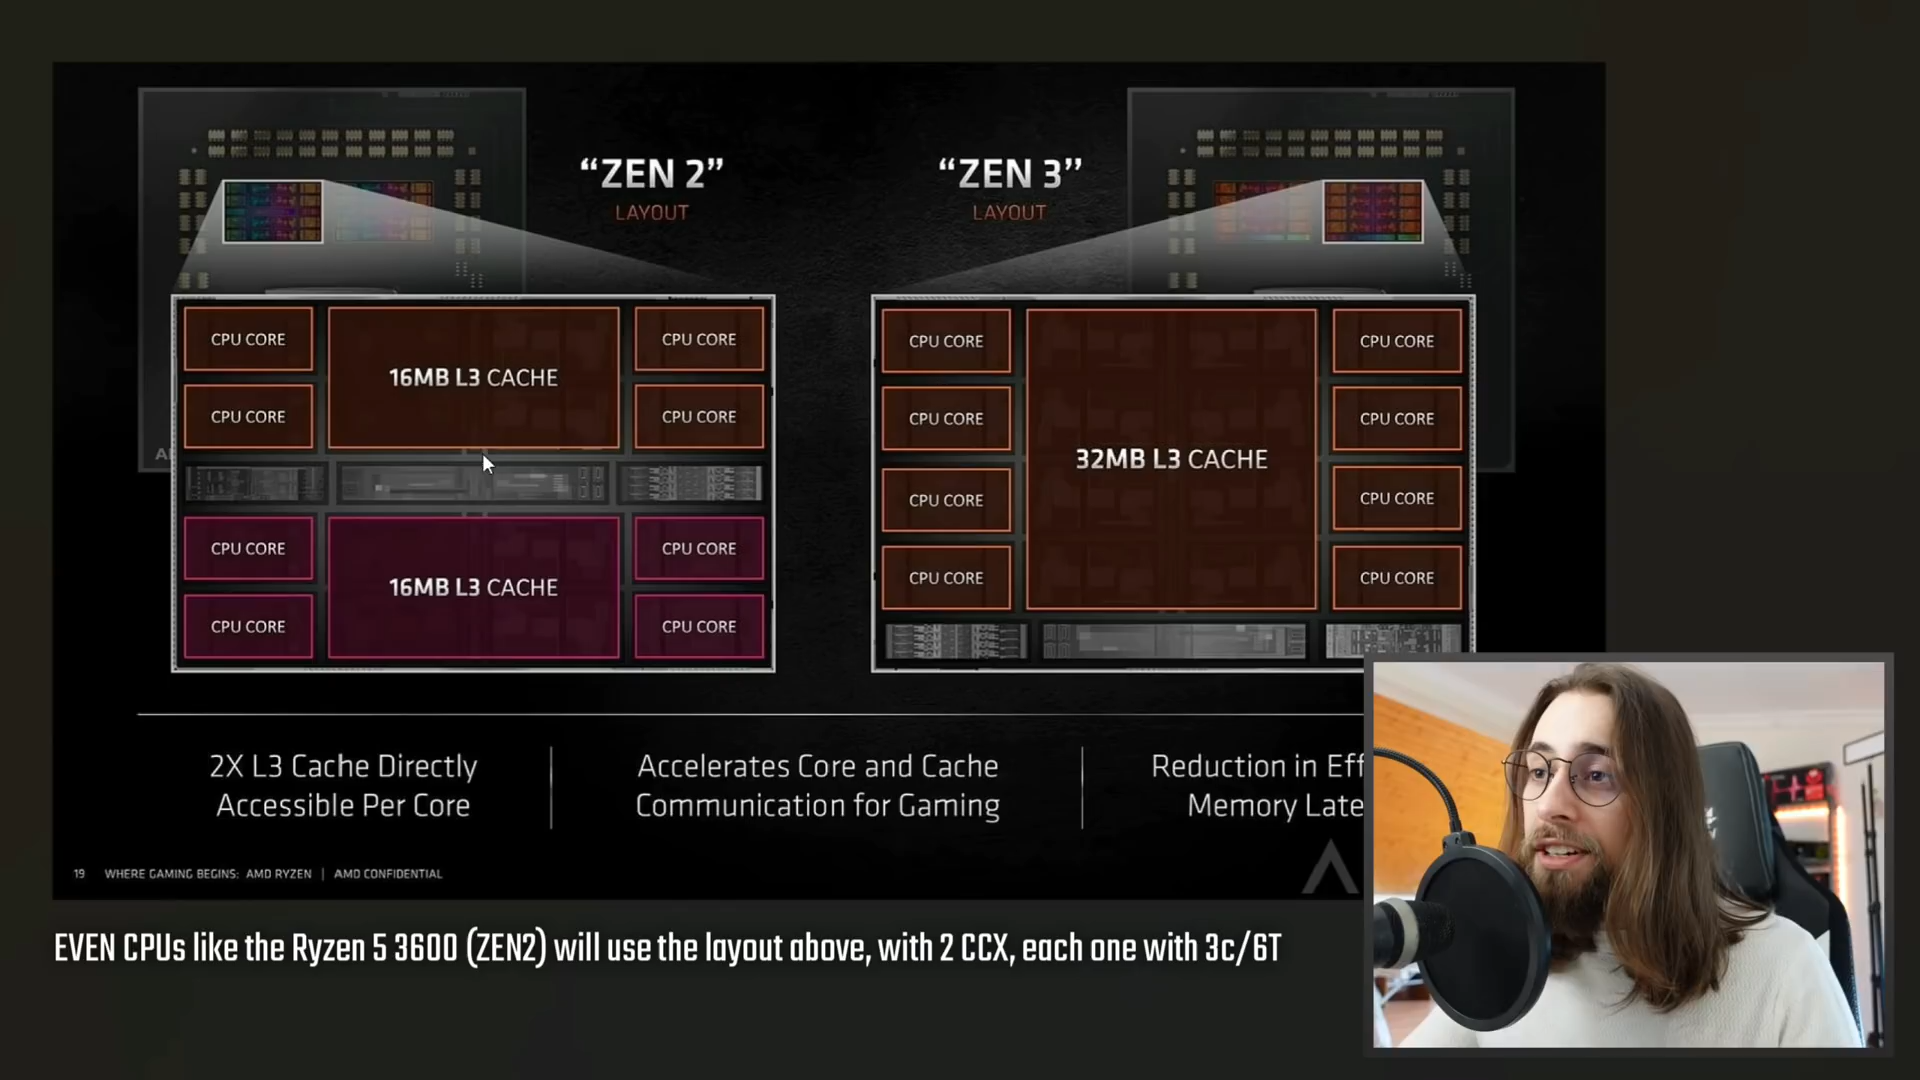 “ZEN 2”
LAYOUT
“ZEN 3”
LAYOUT
CPU CORE
16MB L3 CACHE
CPU CORE
CPU CORE
CPU CORE
CPU CORE
16MB L3 CACHE
CPU CORE
CPU CORE
CPU CORE
CPU CORE
32MB L3 CACHE
CPU CORE
CPU CORE
CPU CORE
CPU CORE
CPU CORE
CPU CORE
CPU CORE
2X L3 Cache Directly
Accessible Per Core
Accelerates Core and Cache
Communication for Gaming
Reduction in Eff
Memory Late
19 WHERE GAMING BEGINS: AMD RYZEN | AMD CONFIDENTIAL
EVEN CPUs like the Ryzen 5 3600 (ZEN2) will use the layout above, with 2 CCX, each one with 3c/6T